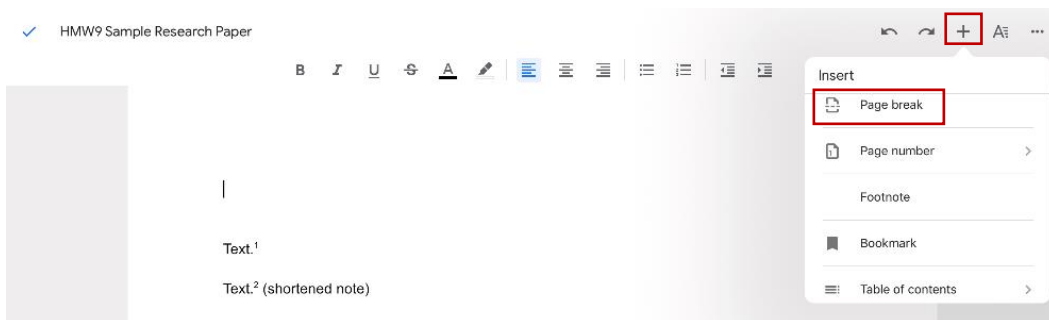 HMW9 Sample Research Paper
B I U S A
Insert
Page break
Page number
Footnote
Bookmark
Table of contents
Text.¹
Text.² (shortened note)